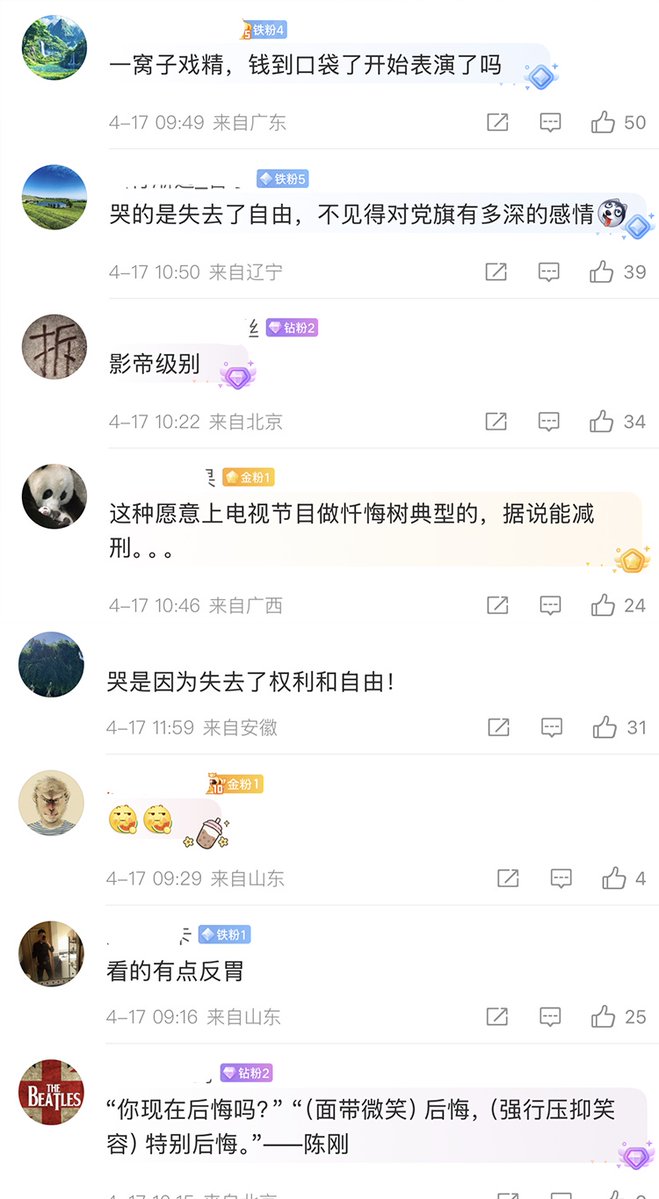 铁粉4
一窝子戏精，钱到口袋了开始表演了吗
4-17 09:49 来自广东
50
铁粉5
哭的是失去了自由，不见得对党旗有多深的感情
4-17 10:50 来自辽宁
39
钻粉2
影帝级别
4-17 10:22 来自北京
34
金粉1
这种愿意上电视节目做忏悔树典型的，据说能减
刑。。。
4-17 10:46 来自广西
24
哭是因为失去了权利和自由！
4-17 11:59 来自安徽
31
金粉1
4-17 09:29 来自山东
4
铁粉1
看的有点反胃
4-17 09:16 来自山东
25
THE
BEATLES
钻粉2
“你现在后悔吗？”“（面带微笑）后悔，（强行压抑笑
容）特别后悔。”——陈刚